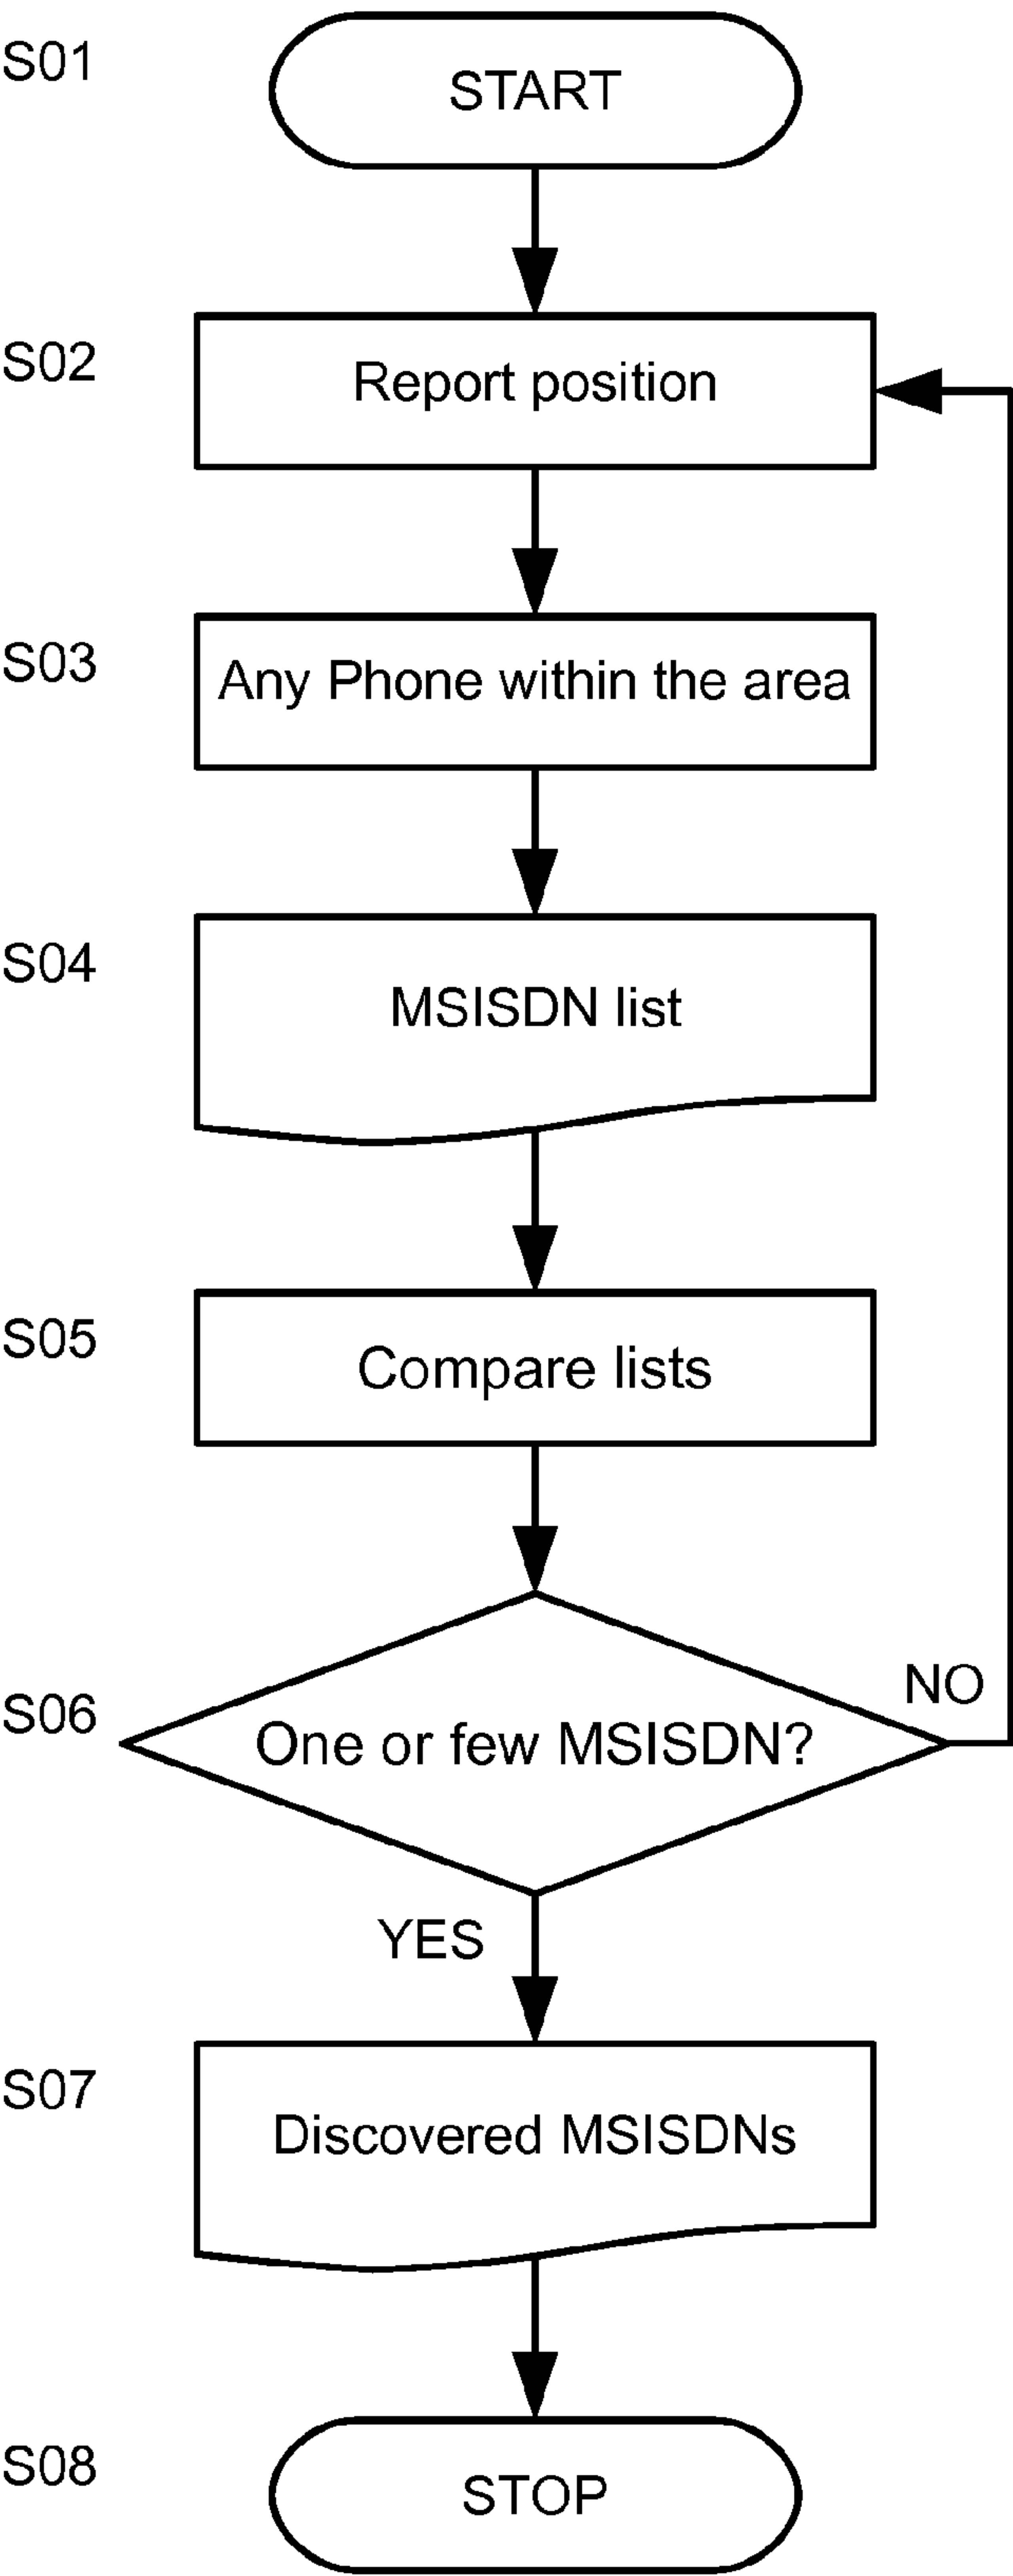 S01
START
S02
Report position
S03
Any Phone within the area
S04
MSISDN list
S05
Compare lists
S06
One or few MSISDN?
NO
YES
S07
Discovered MSISDNs
S08
STOP